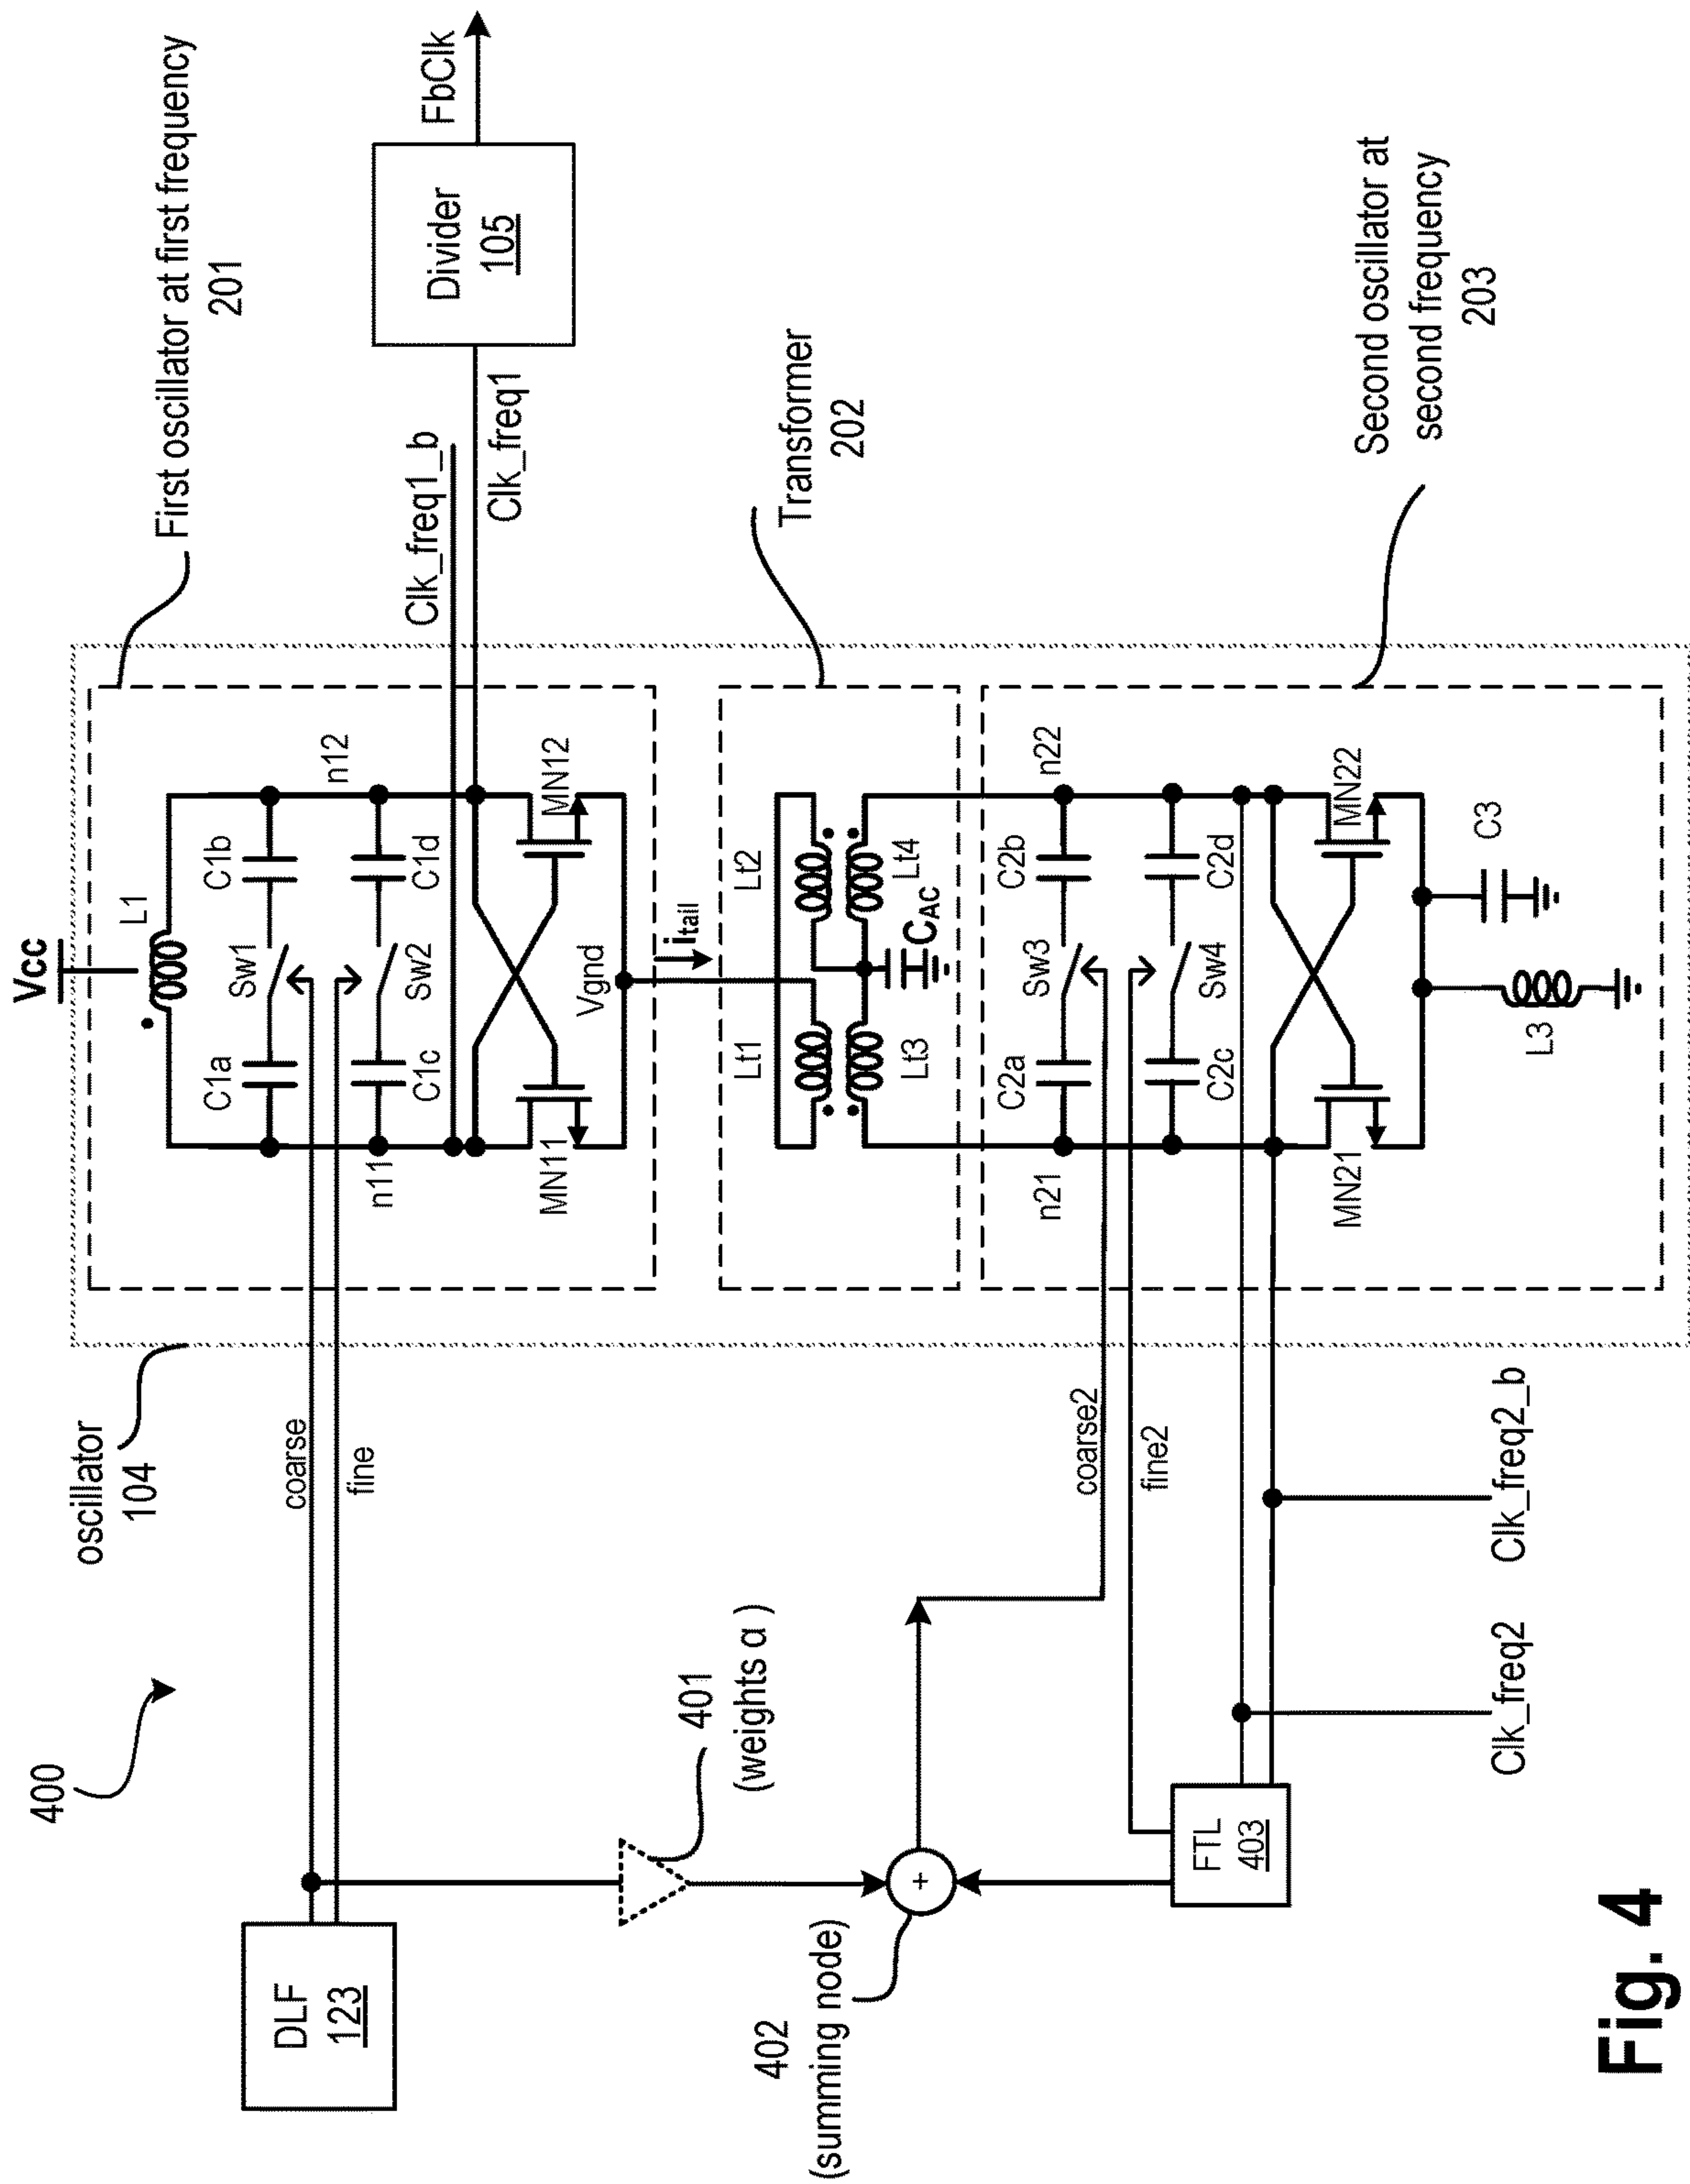 400
oscillator
104
First oscillator at first frequency
201
Vcc
L1
C1a
Sw1
C1b
n12
DLF
123
coarse
fine
n11
C1c
Sw2
C1d
Clk_freq1_b
Clk_freq1
Divider
105
FbClk
MN11
Vgnd
MN12
itail
401
(weights α )
Transformer
202
Lt1
Lt2
Lt3
Lt4
CAC
402
(summing node)
+
n21
C2a
Sw3
C2b
n22
coarse2
fine2
C2c
Sw4
C2d
FTL
403
MN21
MN22
L3
C3
Second oscillator at
second frequency
203
Clk_freq2
Clk_freq2_b
Fig. 4